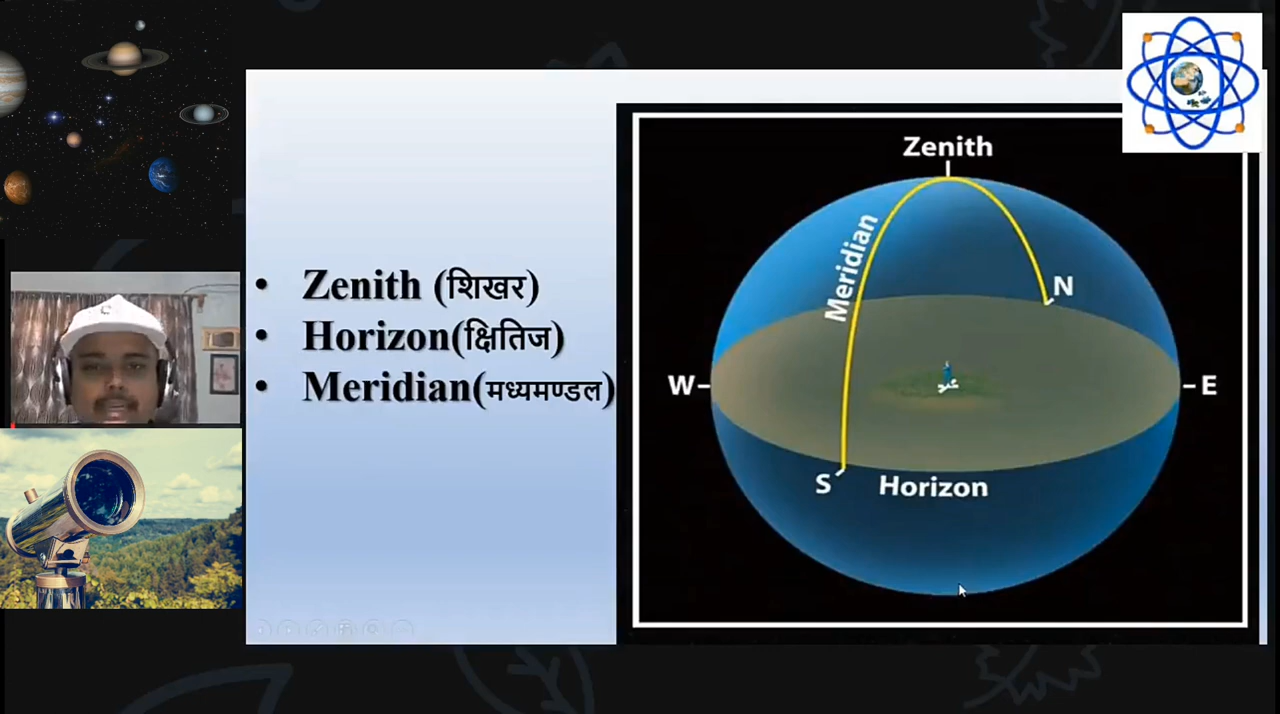 • Zenith (शिखर)
• Horizon(क्षितिज)
• Meridian(मध्यमण्डल)
Zenith
Meridian
N
W
E
S
Horizon